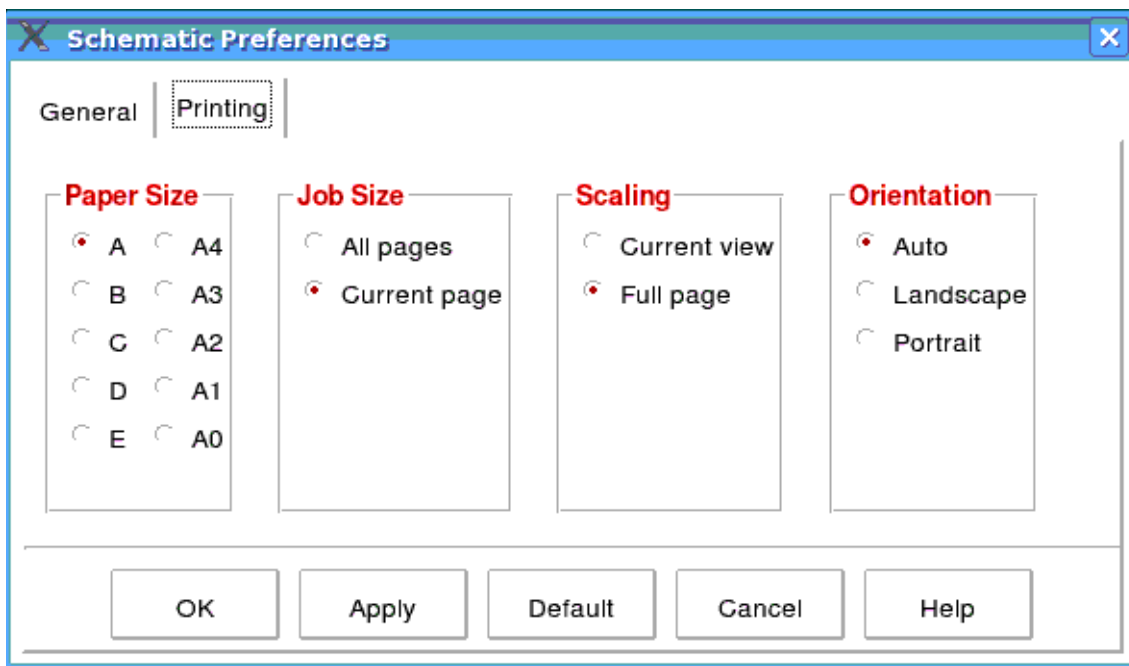 Schematic Preferences
General Printing
Paper Size Job Size Scaling Orientation
A A4 All pages Current view Auto
B A3 Current page Full page Landscape
C A2 Portrait
D A1
E A0
OK Apply Default Cancel Help